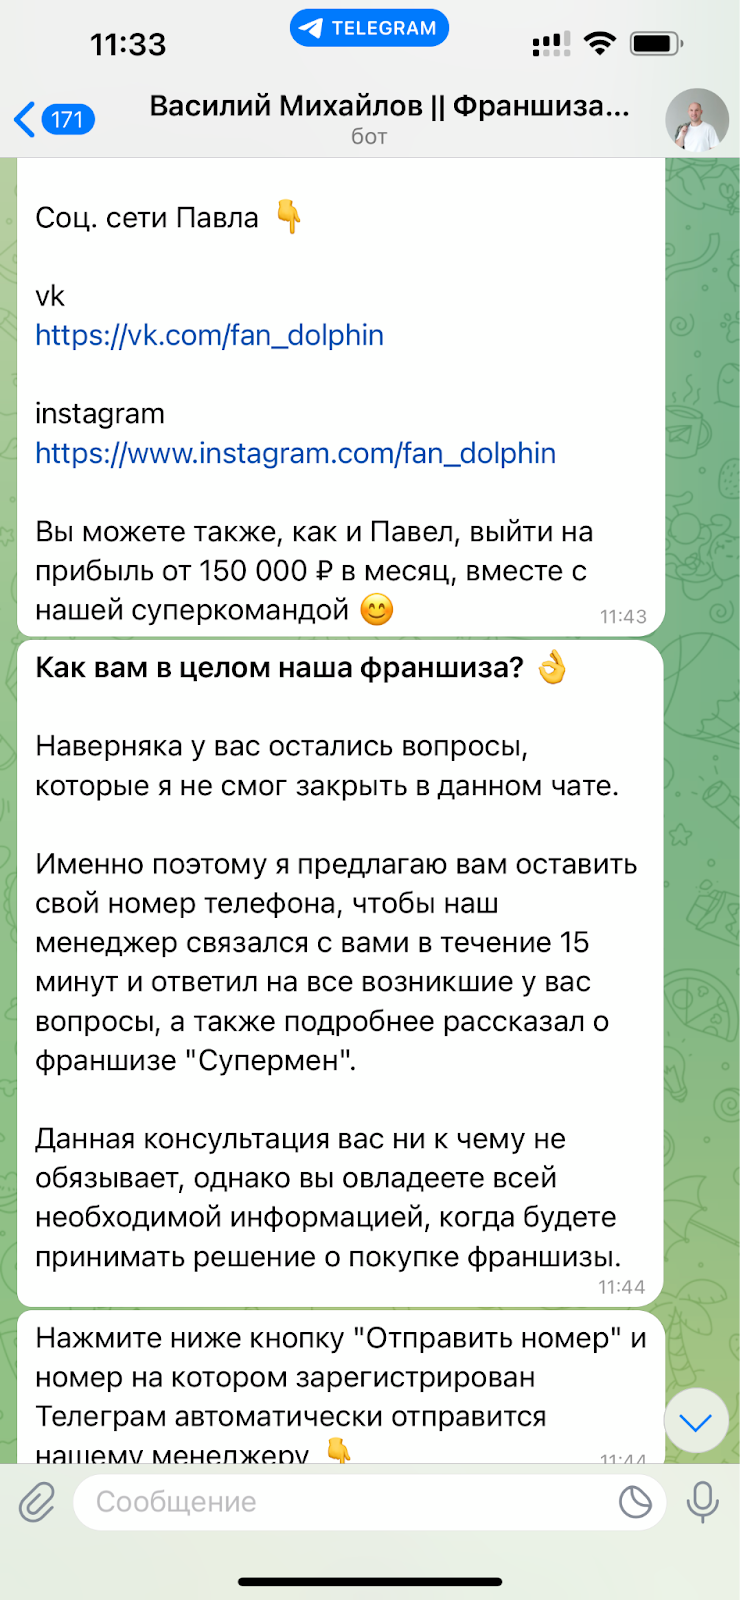 11:33
TELEGRAM
171
Василий Михайлов || Франшиза...
бот
Соц. сети Павла 👇
vk
https://vk.com/fan_dolphin
instagram
https://www.instagram.com/fan_dolphin
Вы можете также, как и Павел, выйти на
прибыль от 150 000 ₽ в месяц, вместе с
нашей суперкомандой 😊
11:43
Как вам в целом наша франшиза? 👌
Наверняка у вас остались вопросы,
которые я не смог закрыть в данном чате.
Именно поэтому я предлагаю вам оставить
свой номер телефона, чтобы наш
менеджер связался с вами в течение 15
минут и ответил на все возникшие у вас
вопросы, а также подробнее рассказал о
франшизе "Супермен".
Данная консультация вас ни к чему не
обязывает, однако вы овладеете всей
необходимой информацией, когда будете
принимать решение о покупке франшизы.
11:44
Нажмите ниже кнопку "Отправить номер" и
номер на котором зарегистрирован
Телеграм автоматически отправится
нашему менеджеру 👇
11:44
Сообщение